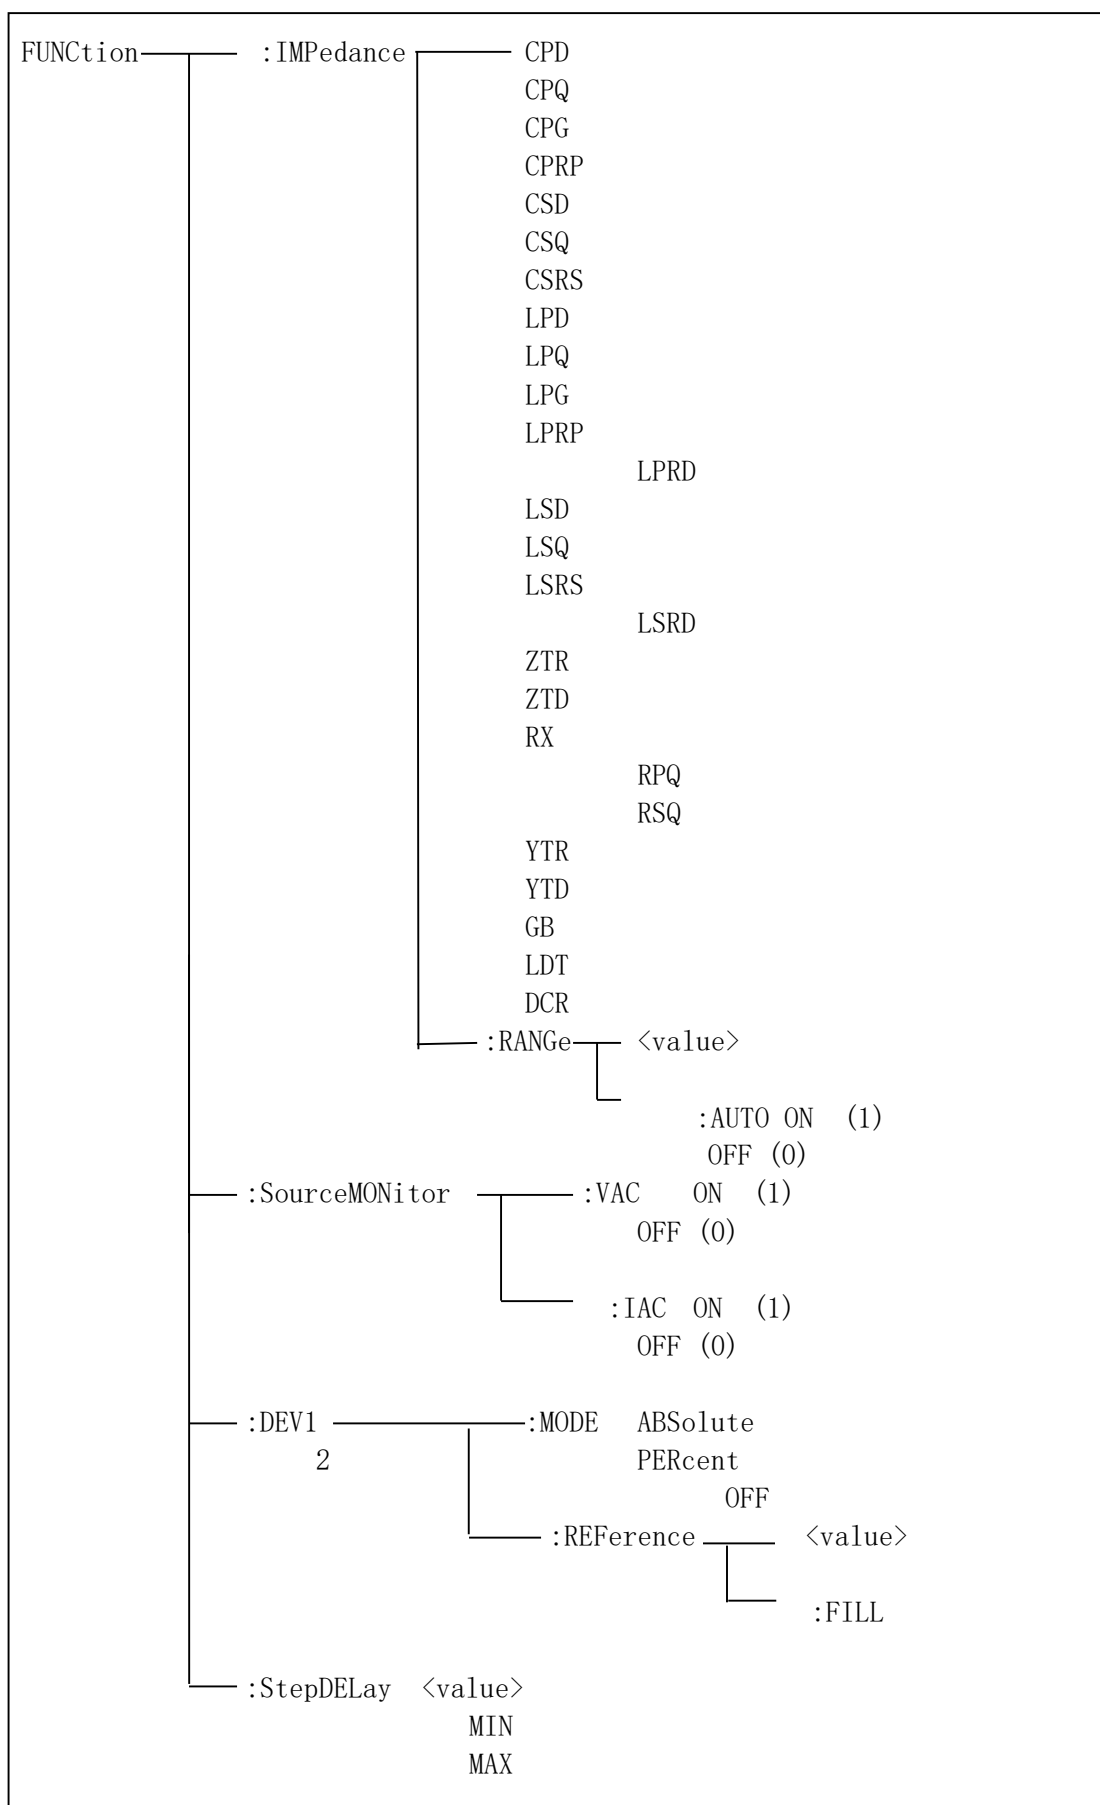 FUNCtion :IMPedance CPD
CPQ
CPG
CPRP
CSD
CSQ
CSRS
LPD
LPQ
LPG
LPRP
LPRD
LSD
LSQ
LSRS
LSRD
ZTR
ZTD
RX
RPQ
RSQ
YTR
YTD
GB
LDT
DCR
:RANGe <value>
:AUTO ON (1)
OFF (0)
:SourceMONitor :VAC ON (1)
OFF (0)
:IAC ON (1)
OFF (0)
:DEV1 :MODE ABSolute
2 PERcent
OFF
:REFerence <value>
:FILL
:StepDELay <value>
MIN
MAX